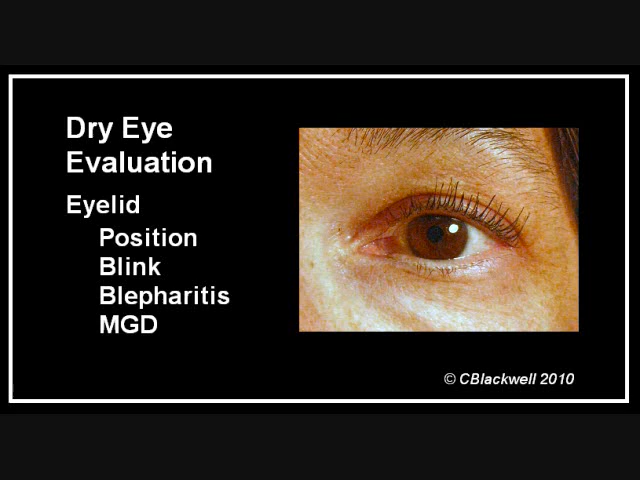 Dry Eye
Evaluation
Eyelid
Position
Blink
Blepharitis
MGD
© CBlackwell 2010